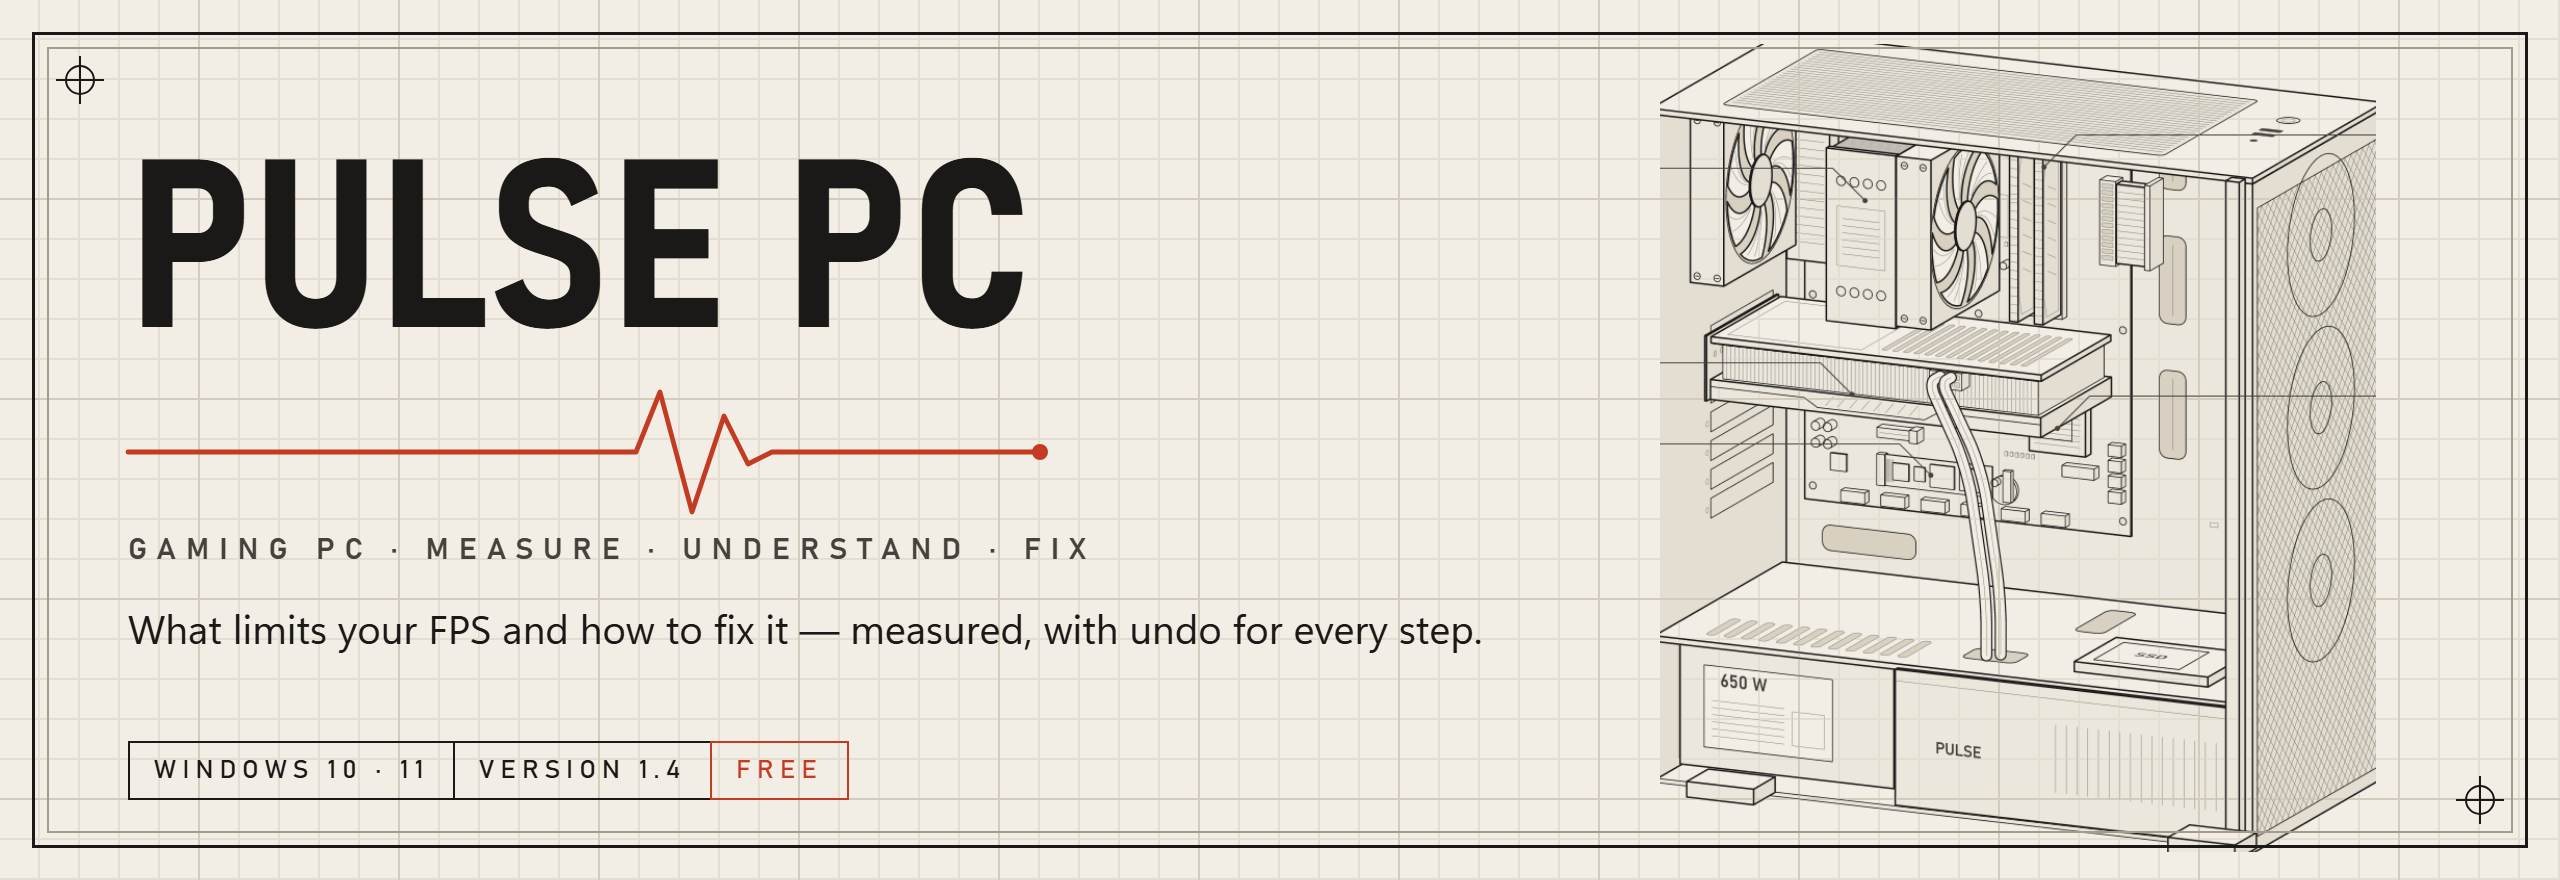 PULSE PC
GAMING PC · MEASURE · UNDERSTAND · FIX
What limits your FPS and how to fix it — measured, with undo for every step.
WINDOWS 10 · 11
VERSION 1.4
FREE
650 W
PULSE
SSD